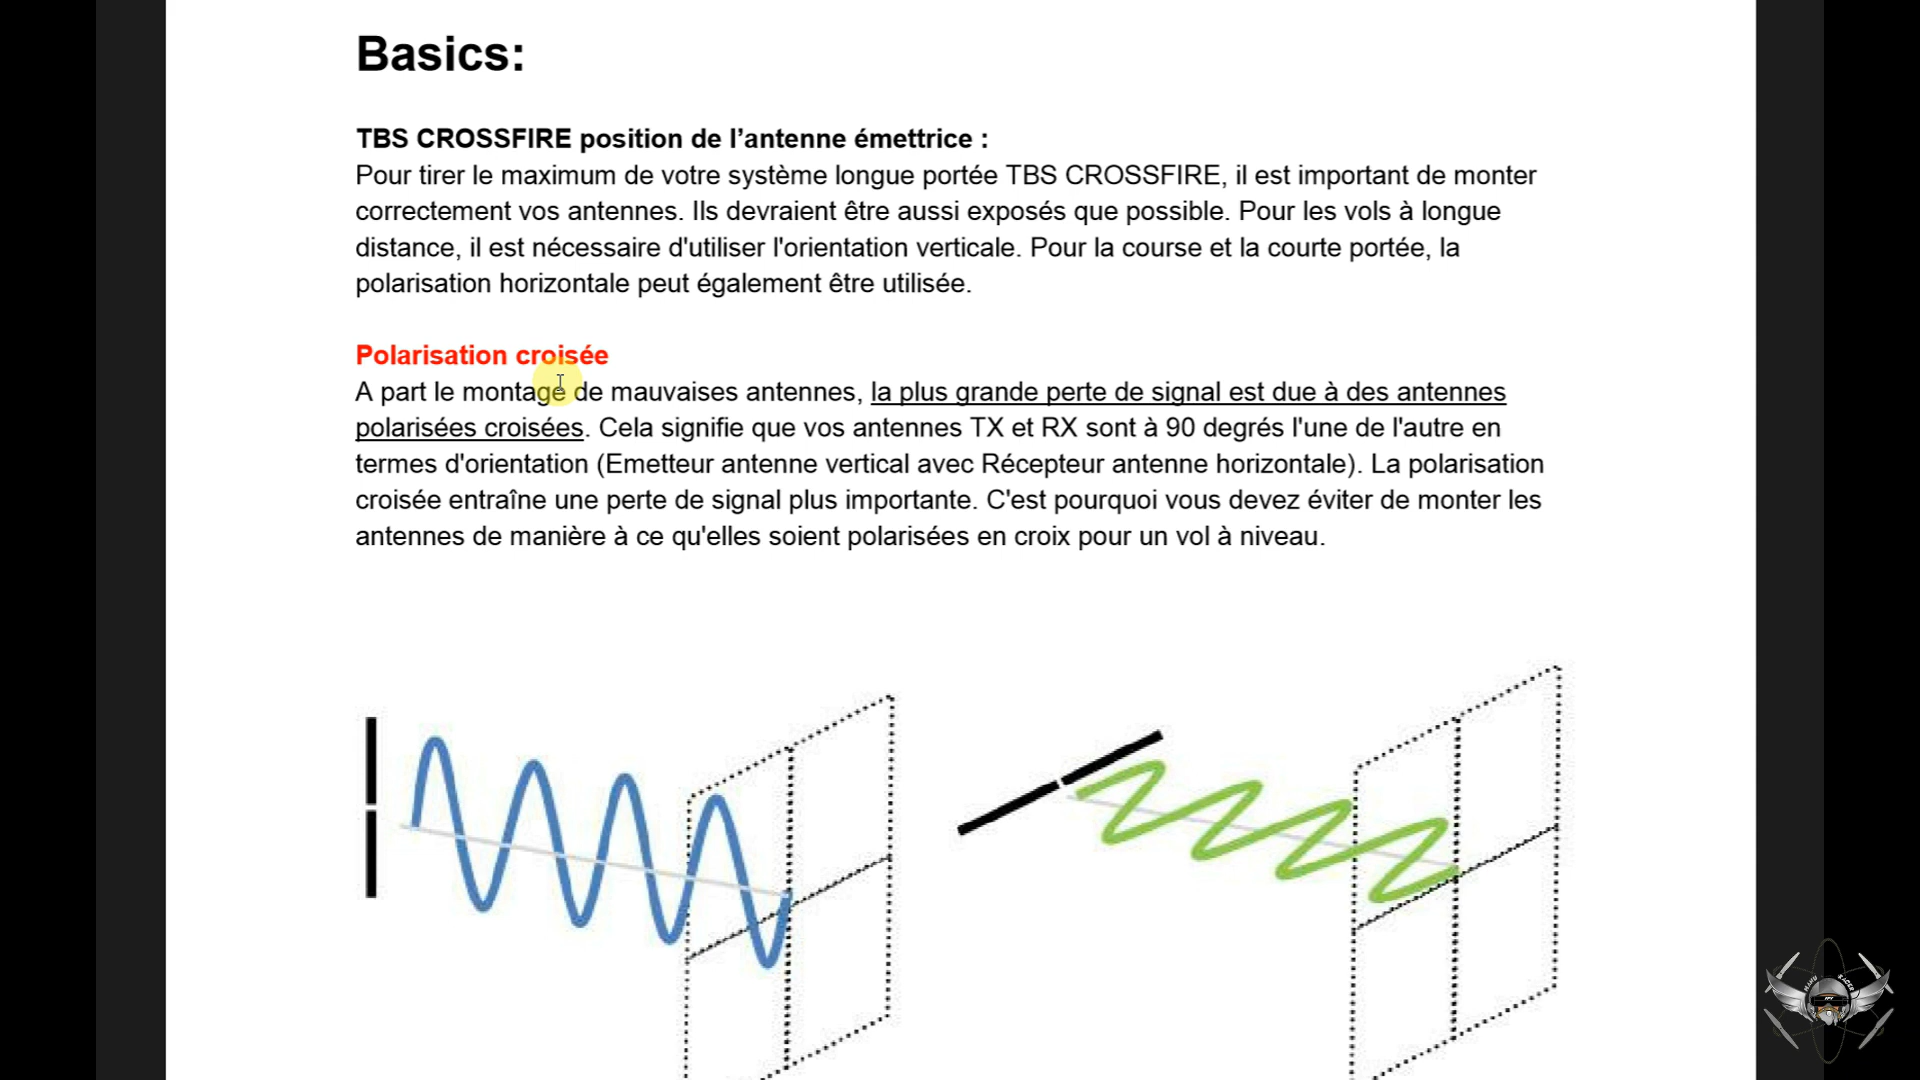 Basics:
TBS CROSSFIRE position de l’antenne émettrice :
Pour tirer le maximum de votre système longue portée TBS CROSSFIRE, il est important de monter
correctement vos antennes. Ils devraient être aussi exposés que possible. Pour les vols à longue
distance, il est nécessaire d'utiliser l'orientation verticale. Pour la course et la courte portée, la
polarisation horizontale peut également être utilisée.
Polarisation croisée
A part le montage de mauvaises antennes, la plus grande perte de signal est due à des antennes
polarisées croisées. Cela signifie que vos antennes TX et RX sont à 90 degrés l'une de l'autre en
termes d'orientation (Emetteur antenne vertical avec Récepteur antenne horizontale). La polarisation
croisée entraîne une perte de signal plus importante. C'est pourquoi vous devez éviter de monter les
antennes de manière à ce qu'elles soient polarisées en croix pour un vol à niveau.